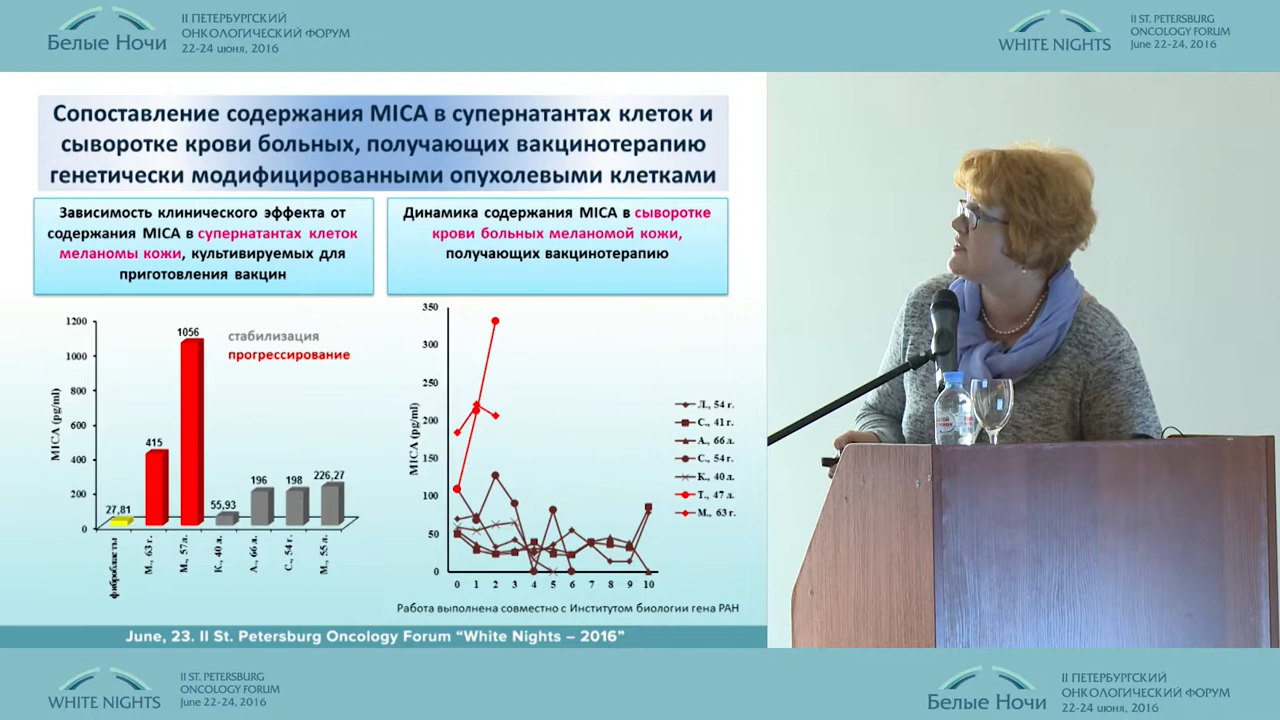 Белые Ночи
II ПЕТЕРБУРГСКИЙ
ОНКОЛОГИЧЕСКИЙ ФОРУМ
22-24 июня, 2016
WHITE NIGHTS
II ST. PETERSBURG
ONCOLOGY FORUM
June 22-24, 2016
Сопоставление содержания MICA в супернатантах клеток и
сыворотке крови больных, получающих вакцинотерапию
генетически модифицированными опухолевыми клетками
Зависимость клинического эффекта от
содержания MICA в супернатантах клеток
меланомы кожи, культивируемых для
приготовления вакцин
Динамика содержания MICA в сыворотке
крови больных меланомой кожи,
получающих вакцинотерапию
MICA (pg/ml)
1200
1000
800
600
400
200
0
27,81
415
1056
55,93
196
198
226,27
стабилизация
прогрессирование
фибробласты
М., 63 г.
М., 57л.
К., 40 л.
А., 66 л.
С., 54 г.
М., 55 л.
MICA (pg/ml)
350
300
250
200
150
100
50
0
0 1 2 3 4 5 6 7 8 9 10
Л., 54 г.
С., 41 г.
А., 66 л.
С., 54 г.
К., 40 л.
Т., 47 л.
М., 63 г.
Работа выполнена совместно с Институтом биологии гена РАН
June, 23. II St. Petersburg Oncology Forum “White Nights – 2016”
WHITE NIGHTS
II ST. PETERSBURG
ONCOLOGY FORUM
June 22-24, 2016
Белые Ночи
II ПЕТЕРБУРГСКИЙ
ОНКОЛОГИЧЕСКИЙ ФОРУМ
22-24 июня, 2016